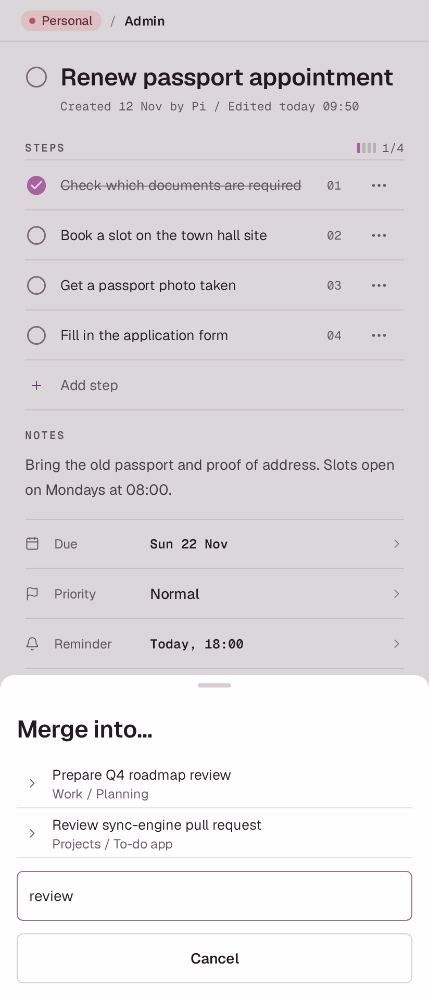 Personal / Admin
Renew passport appointment
Created 12 Nov by Pi / Edited today 09:50
STEPS 1/4
Check which documents are required 01
Book a slot on the town hall site 02
Get a passport photo taken 03
Fill in the application form 04
Add step
NOTES
Bring the old passport and proof of address. Slots open
on Mondays at 08:00.
Due Sun 22 Nov
Priority Normal
Reminder Today, 18:00
Merge into…
Prepare Q4 roadmap review
Work / Planning
Review sync-engine pull request
Projects / To-do app
review
Cancel